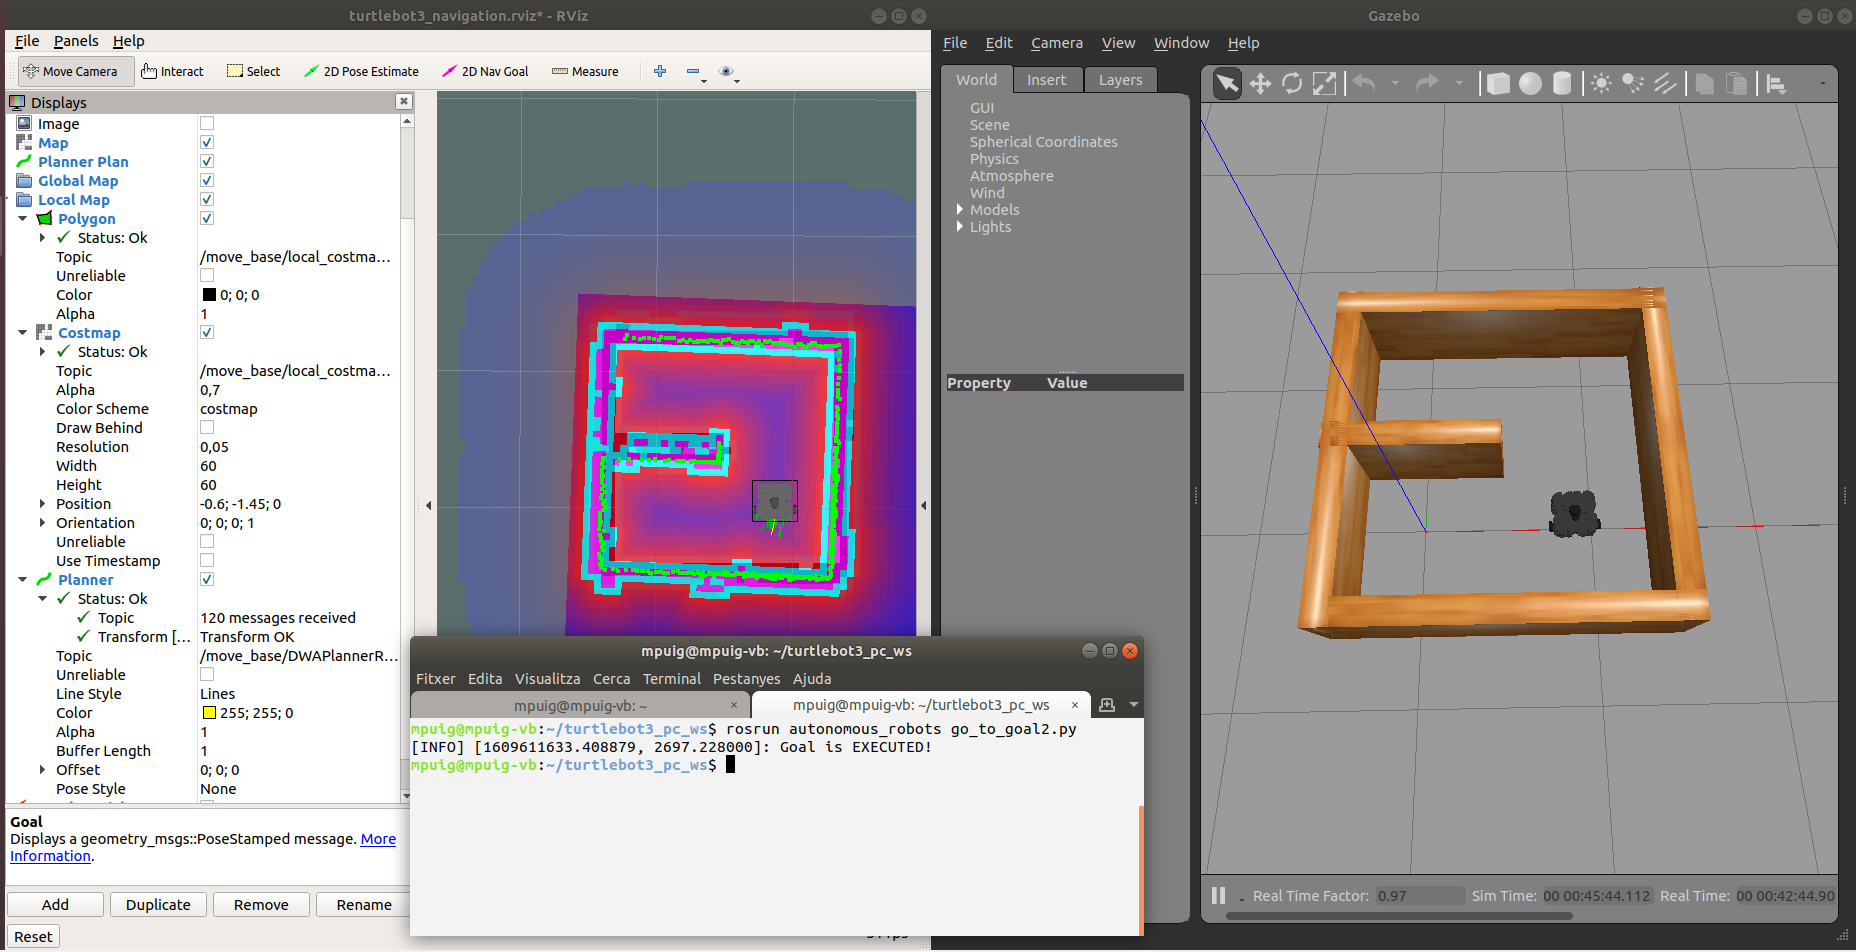 turtlebot3_navigation.rviz* - RViz
File Panels Help
Move Camera Interact Select 2D Pose Estimate 2D Nav Goal Measure
Displays
Image
Map
Planner Plan
Global Map
Local Map
Polygon
Status: Ok
Topic /move_base/local_costma...
Unreliable
Color 0; 0; 0
Alpha 1
Costmap
Status: Ok
Topic /move_base/local_costma...
Alpha 0,7
Color Scheme costmap
Draw Behind
Resolution 0,05
Width 60
Height 60
Position -0.6; -1.45; 0
Orientation 0; 0; 0; 1
Unreliable
Use Timestamp
Planner
Status: Ok
Topic 120 messages received
Transform [... Transform OK
Topic /move_base/DWAPlannerR...
Unreliable
Line Style Lines
Color 255; 255; 0
Alpha 1
Buffer Length 1
Offset 0; 0; 0
Pose Style None
Goal
Displays a geometry_msgs::PoseStamped message. More
Information.
Add Duplicate Remove Rename
Reset
mpuig@mpuig-vb: ~/turtlebot3_pc_ws
Fitxer Edita Visualitza Cerca Terminal Pestanyes Ajuda
mpuig@mpuig-vb: ~ × mpuig@mpuig-vb: ~/turtlebot3_pc_ws ×
mpuig@mpuig-vb:~/turtlebot3_pc_ws$ rosrun autonomous_robots go_to_goal2.py
[INFO] [1609611633.408879, 2697.228000]: Goal is EXECUTED!
mpuig@mpuig-vb:~/turtlebot3_pc_ws$
Gazebo
File Edit Camera View Window Help
World Insert Layers
GUI
Scene
Spherical Coordinates
Physics
Atmosphere
Wind
Models
Lights
Property Value
Real Time Factor: 0.97 Sim Time: 00 00:45:44.112 Real Time: 00 00:42:44.90